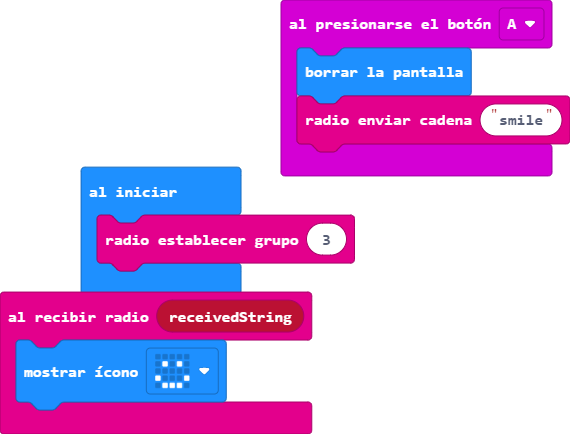 al presionarse el botón A
borrar la pantalla
radio enviar cadena "smile"
al iniciar
radio establecer grupo 3
al recibir radio receivedString
mostrar ícono